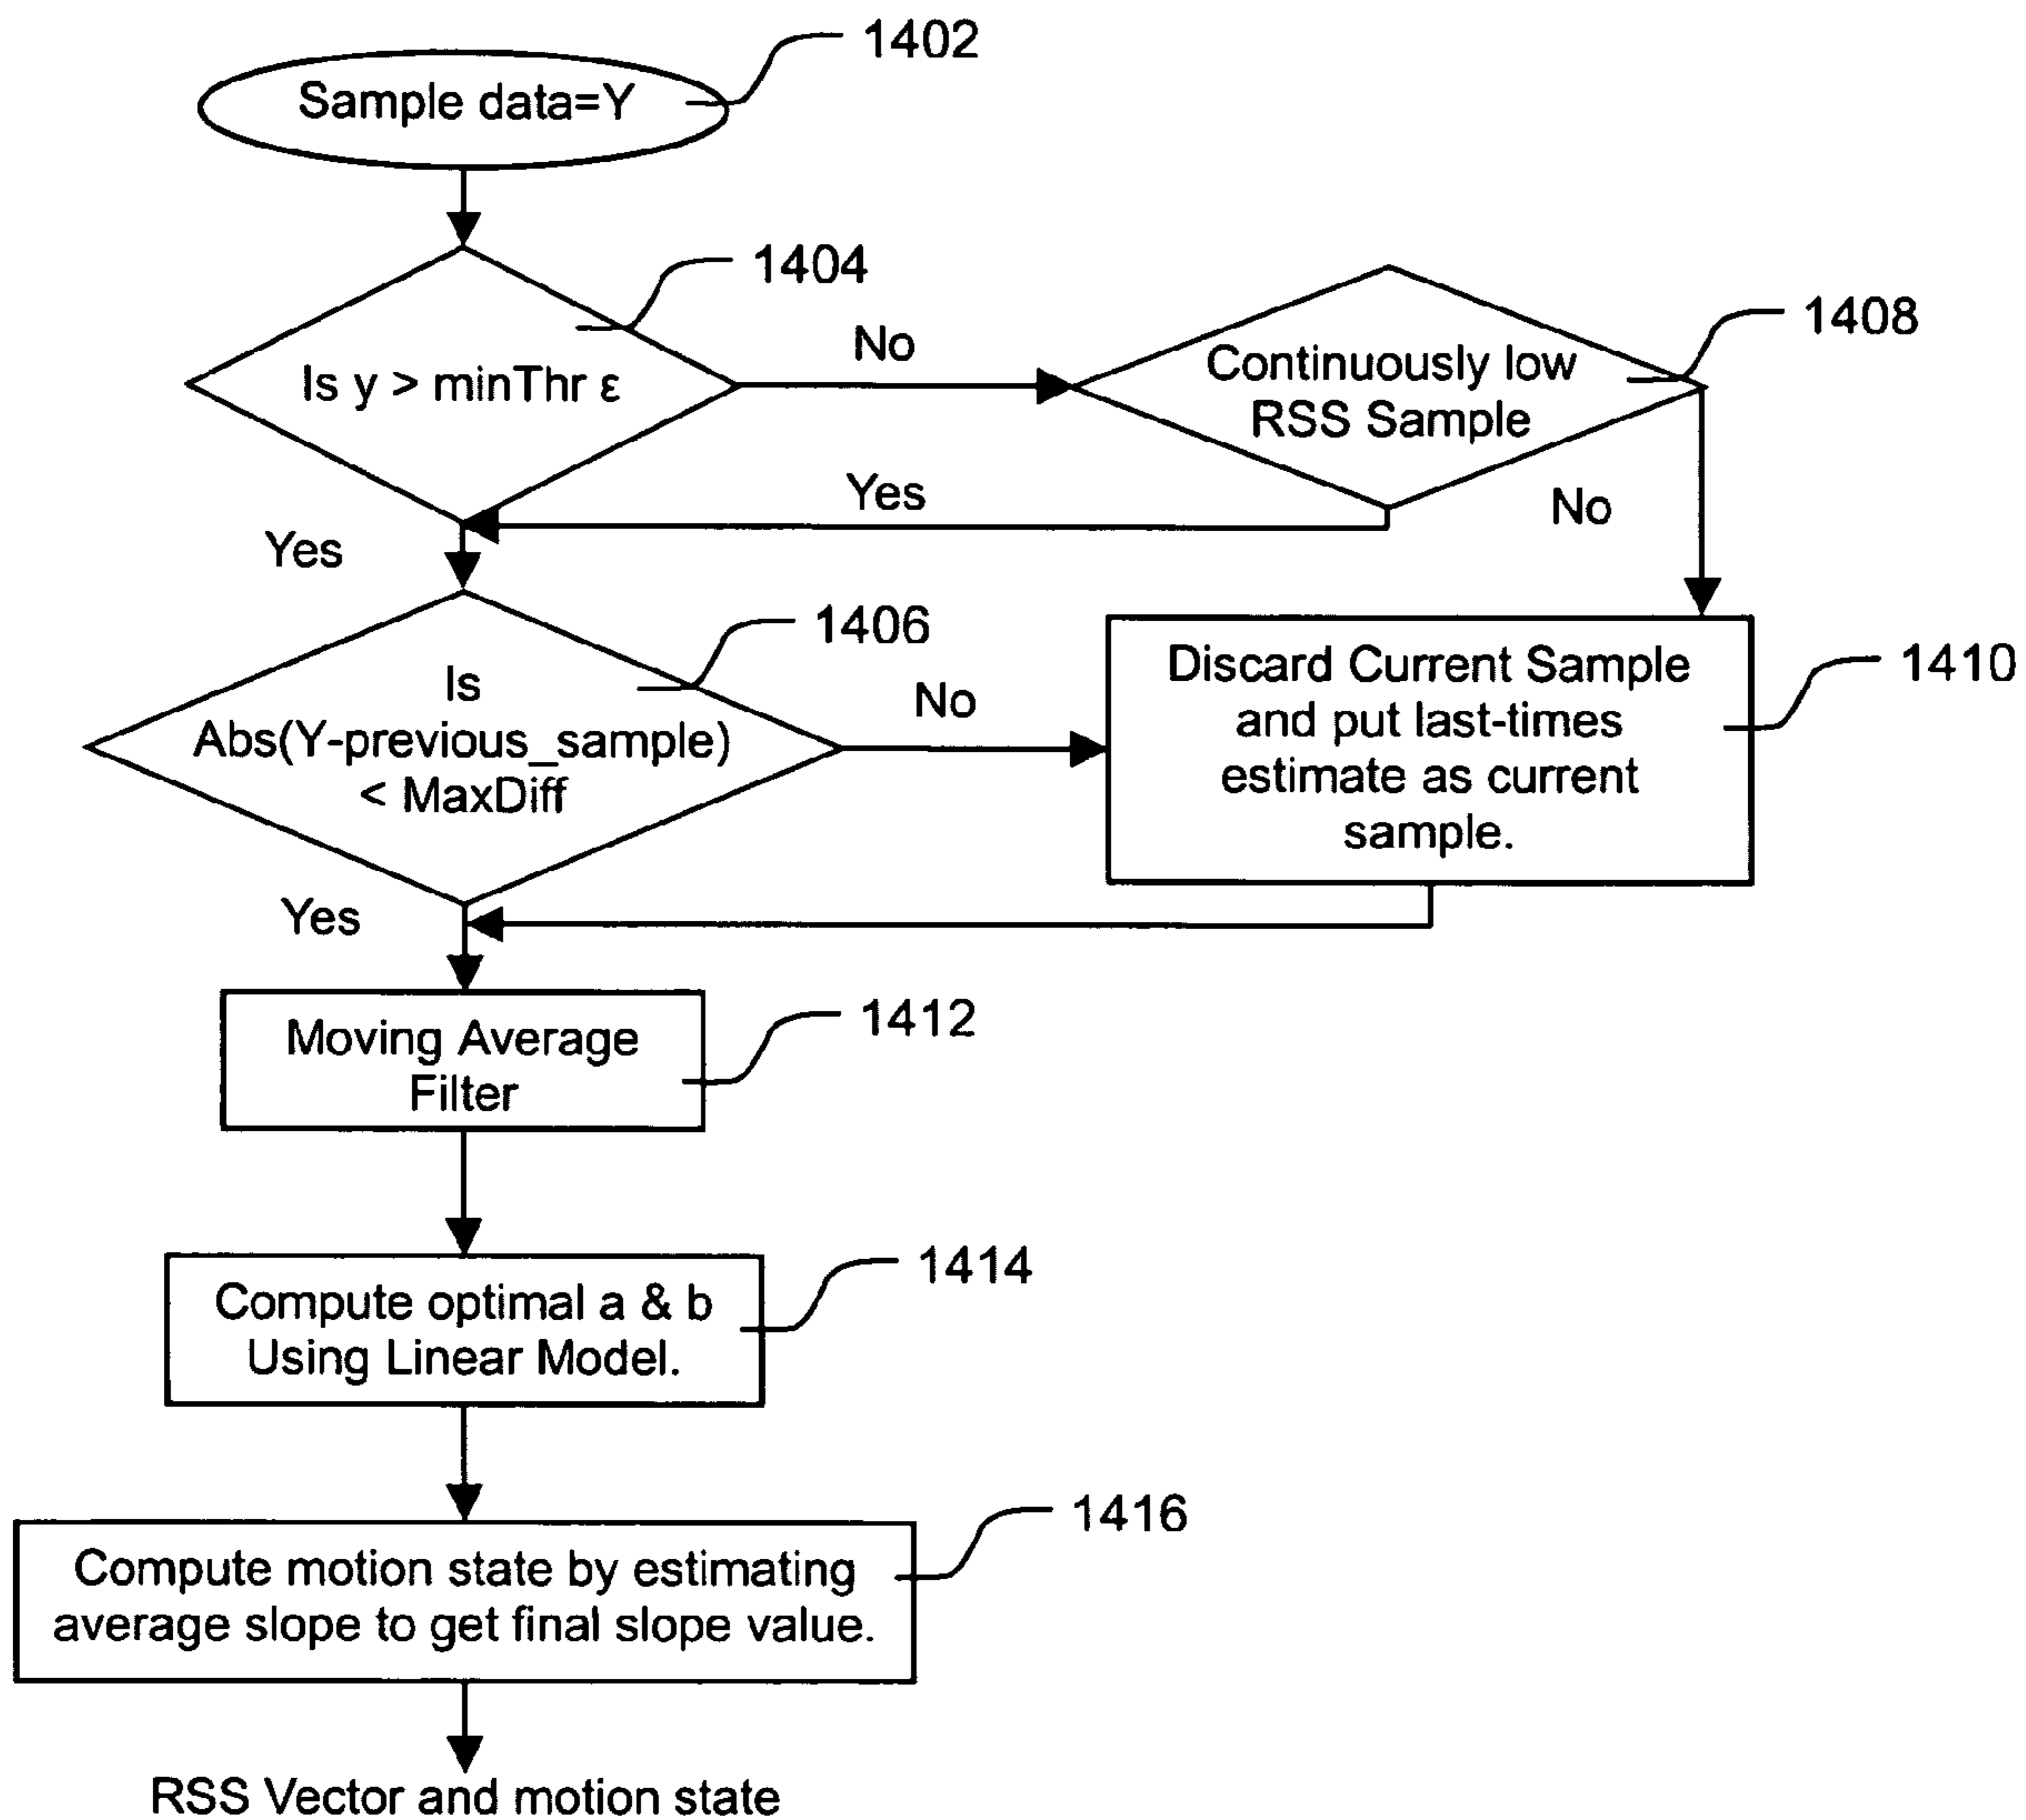 1402
Sample data=Y
1404
Is y > minThr ε
No
1408
Continuously low
RSS Sample
Yes
No
Yes
1406
Is
Abs(Y-previous_sample)
< MaxDiff
No
1410
Discard Current Sample
and put last-times
estimate as current
sample.
Yes
1412
Moving Average
Filter
1414
Compute optimal a & b
Using Linear Model.
1416
Compute motion state by estimating
average slope to get final slope value.
RSS Vector and motion state